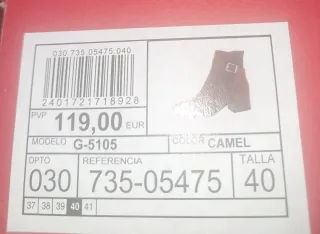 030.735.05475.040
2401721718928
PVP 119,00 EUR
MODELO G-5105 COLOR CAMEL
DPTO REFERENCIA TALLA
030 735-05475 40
37 38 39 40 41